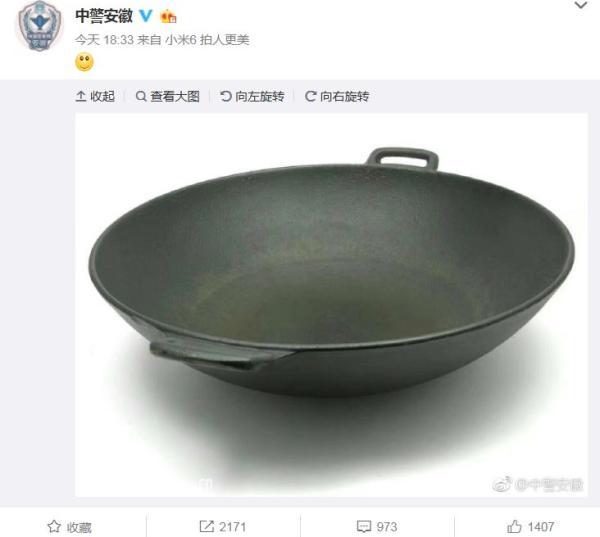 中警安徽
今天 18:33 来自 小米6 拍人更美
收起 查看大图 向左旋转 向右旋转
@中警安徽
收藏 2171 973 1407